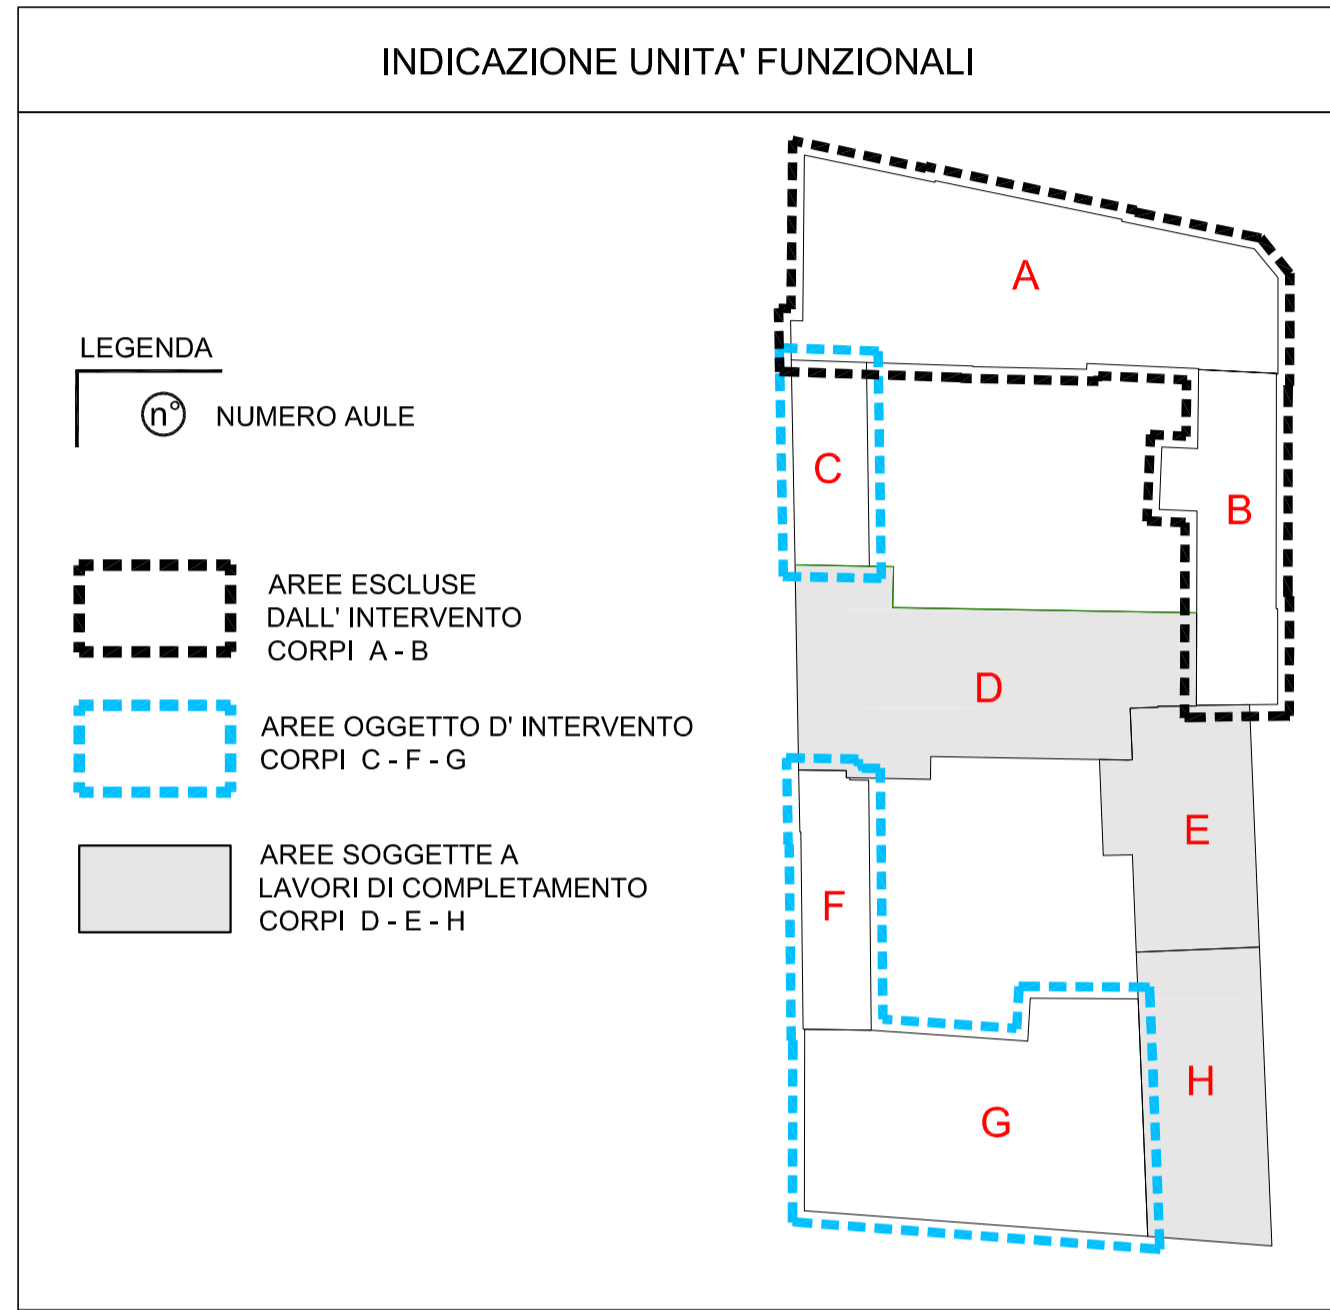 INDICAZIONE UNITA' FUNZIONALI
LEGENDA
n° NUMERO AULE
AREE ESCLUSE
DALL' INTERVENTO
CORPI A - B
AREE OGGETTO D' INTERVENTO
CORPI C - F - G
AREE SOGGETTE A
LAVORI DI COMPLETAMENTO
CORPI D - E - H
A
C
B
D
E
F
H
G